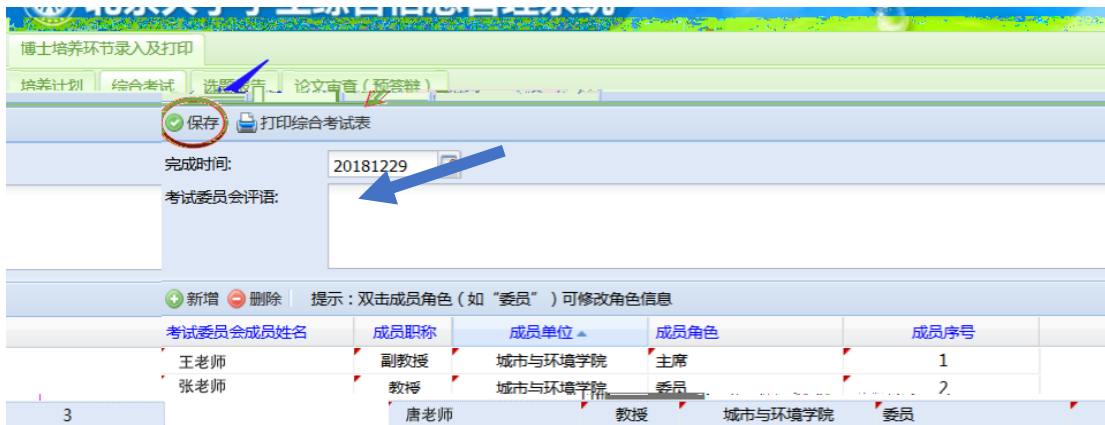 博士培养环节录入及打印
培养计划 综合考试 选题报告 论文审查（预答辩）
保存 打印综合考试表
完成时间: 20181229
考试委员会评语:
新增 删除 提示：双击成员角色（如“委员”）可修改角色信息
考试委员会成员姓名 成员职称 成员单位 成员角色 成员序号
王老师 副教授 城市与环境学院 主席 1
张老师 教授 城市与环境学院 委员 2
3 唐老师 教授 城市与环境学院 委员